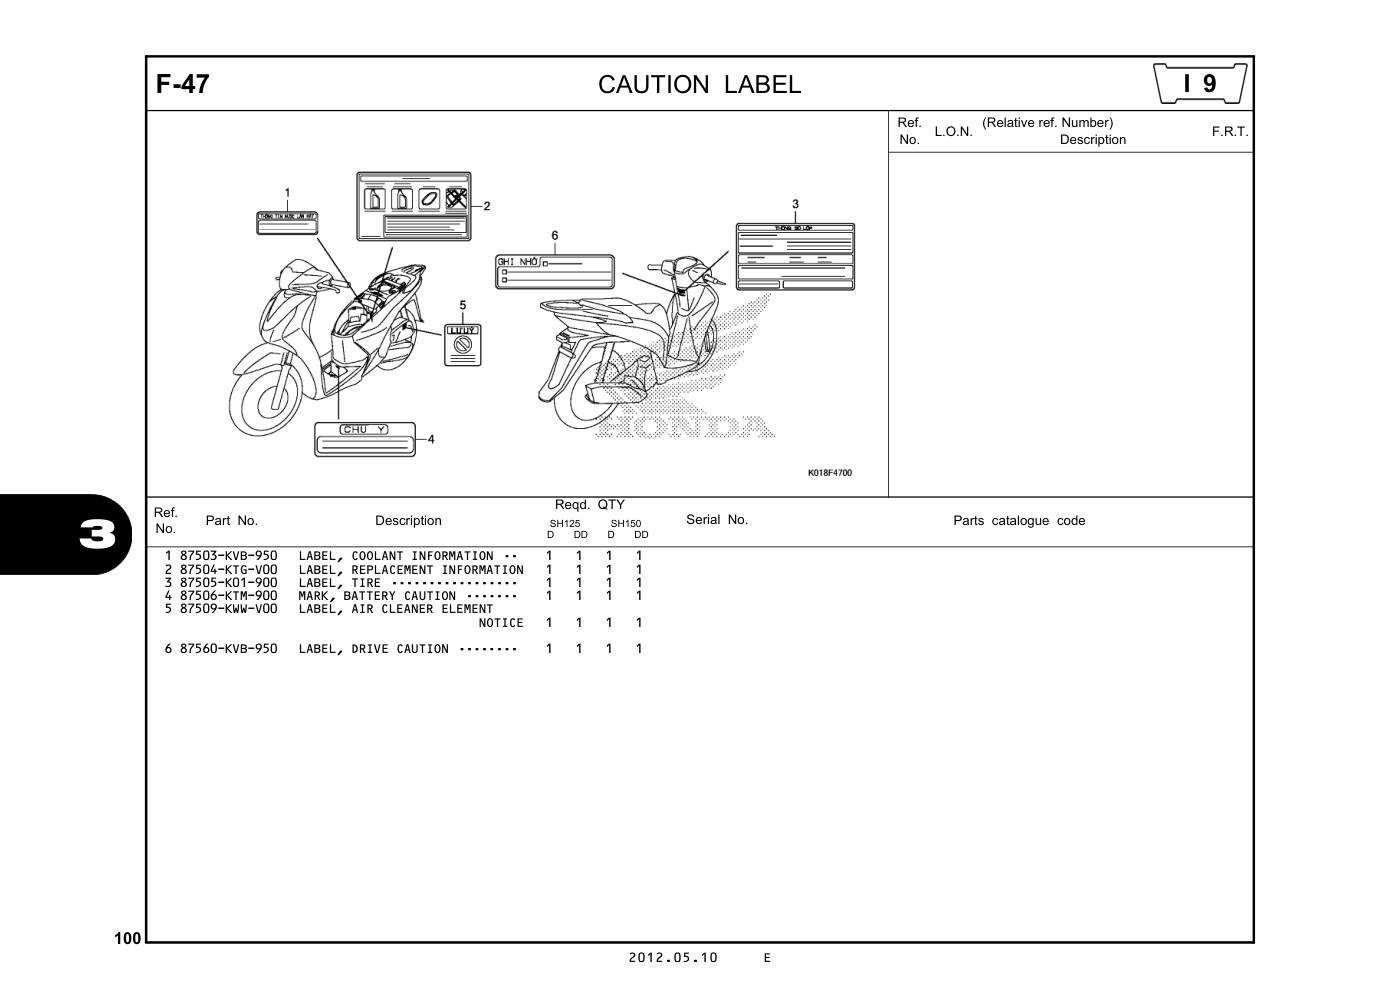 F-47
CAUTION LABEL
I 9
Ref.
No.
L.O.N.
(Relative ref. Number)
Description
F.R.T.
1
2
3
6
5
4
GHI NHỚ
LƯU Ý
CHU Y
THONG SO LOP
HONDA
K018F4700
3
Ref.
No.
Part No.
Description
Reqd. QTY
SH125 SH150
D DD D DD
Serial No.
Parts catalogue code
1 87503-KVB-950 LABEL, COOLANT INFORMATION -- 1 1 1 1
2 87504-KTG-V00 LABEL, REPLACEMENT INFORMATION 1 1 1 1
3 87505-K01-900 LABEL, TIRE ----------------- 1 1 1 1
4 87506-KTM-900 MARK, BATTERY CAUTION ------- 1 1 1 1
5 87509-KWW-V00 LABEL, AIR CLEANER ELEMENT
NOTICE 1 1 1 1
6 87560-KVB-950 LABEL, DRIVE CAUTION -------- 1 1 1 1
100
2012.05.10 E